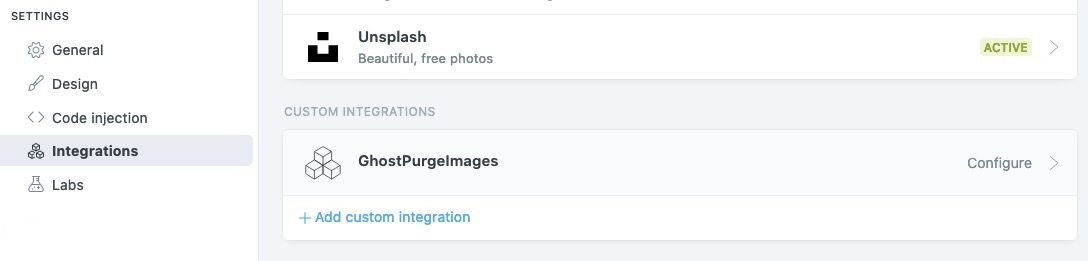 SETTINGS
General
Design
Code injection
Integrations
Labs
Unsplash
Beautiful, free photos
ACTIVE
CUSTOM INTEGRATIONS
GhostPurgeImages
Configure
+ Add custom integration